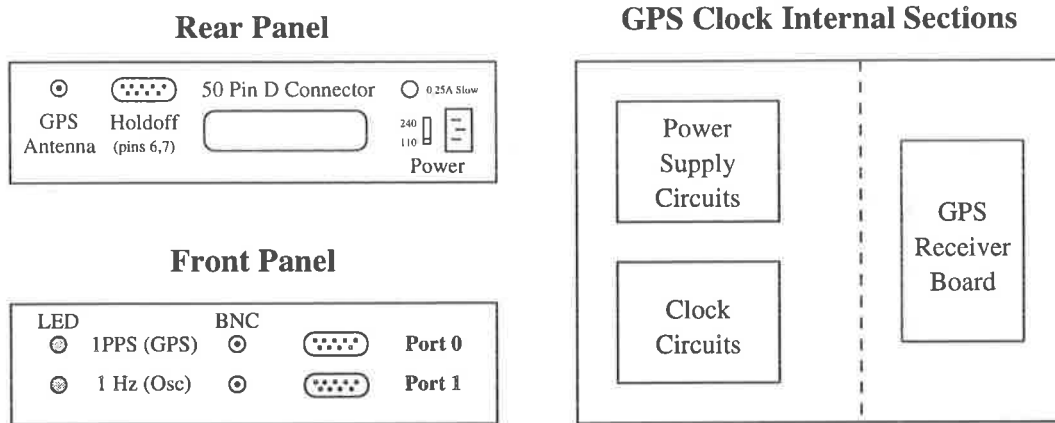 Rear Panel
50 Pin D Connector
0.25A Slow
GPS
Antenna
Holdoff
(pins 6,7)
240
110
Power
Front Panel
LED
BNC
1PPS (GPS)
Port 0
1 Hz (Osc)
Port 1
GPS Clock Internal Sections
Power
Supply
Circuits
Clock
Circuits
GPS
Receiver
Board